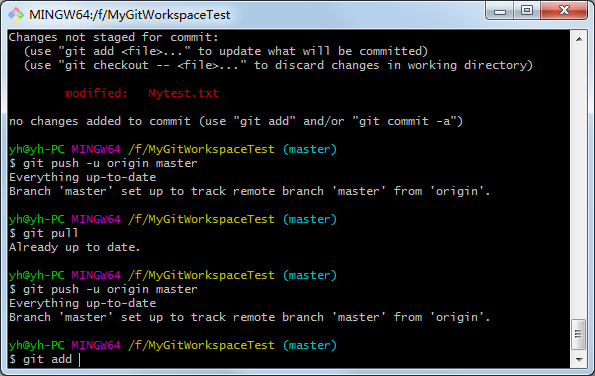 MINGW64:/f/MyGitWorkspaceTest
Changes not staged for commit:
  (use "git add <file>..." to update what will be committed)
  (use "git checkout -- <file>..." to discard changes in working directory)

        modified:   Mytest.txt

no changes added to commit (use "git add" and/or "git commit -a")

yh@yh-PC MINGW64 /f/MyGitWorkspaceTest (master)
$ git push -u origin master
Everything up-to-date
Branch 'master' set up to track remote branch 'master' from 'origin'.

yh@yh-PC MINGW64 /f/MyGitWorkspaceTest (master)
$ git pull
Already up to date.

yh@yh-PC MINGW64 /f/MyGitWorkspaceTest (master)
$ git push -u origin master
Everything up-to-date
Branch 'master' set up to track remote branch 'master' from 'origin'.

yh@yh-PC MINGW64 /f/MyGitWorkspaceTest (master)
$ git add